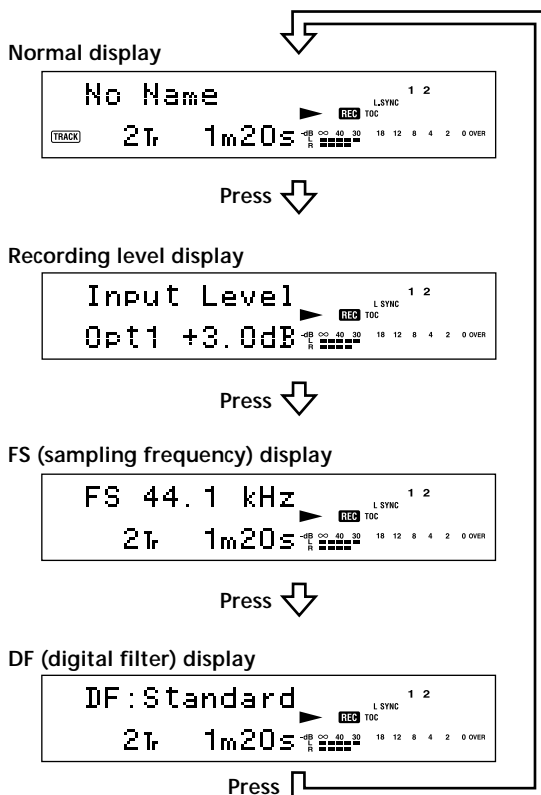 Normal display
No Name
1 2
L.SYNC
REC TOC
TRACK 2Tr 1m20s -dB ∞ 40 30 18 12 8 4 2 0 OVER
L
R
Press
Recording level display
Input Level
1 2
L SYNC
REC TOC
Opt1 +3.0dB -dB ∞ 40 30 18 12 8 4 2 0 OVER
L
R
Press
FS (sampling frequency) display
FS 44.1 kHz
1 2
L SYNC
REC TOC
2Tr 1m20s -dB ∞ 40 30 18 12 8 4 2 0 OVER
L
R
Press
DF (digital filter) display
DF:Standard
1 2
L SYNC
REC TOC
2Tr 1m20s -dB ∞ 40 30 18 12 8 4 2 0 OVER
L
R
Press